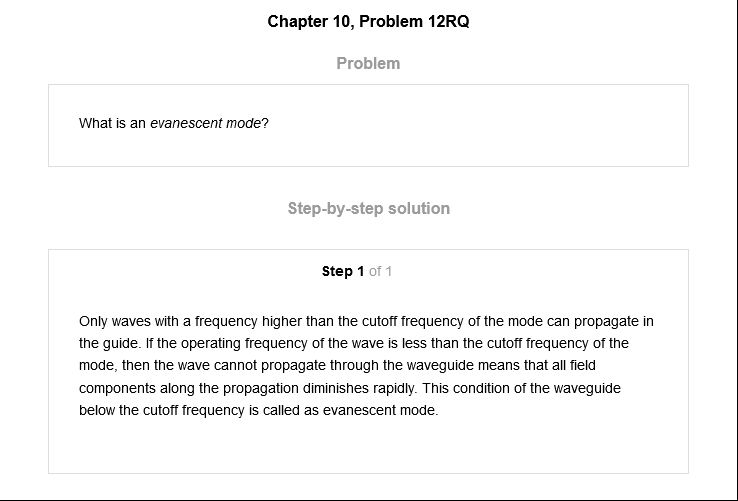 Chapter 10, Problem 12RQ
Problem
What is an evanescent mode?
Step-by-step solution
Step 1 of 1
Only waves with a frequency higher than the cutoff frequency of the mode can propagate in
the guide. If the operating frequency of the wave is less than the cutoff frequency of the
mode, then the wave cannot propagate through the waveguide means that all field
components along the propagation diminishes rapidly. This condition of the waveguide
below the cutoff frequency is called as evanescent mode.